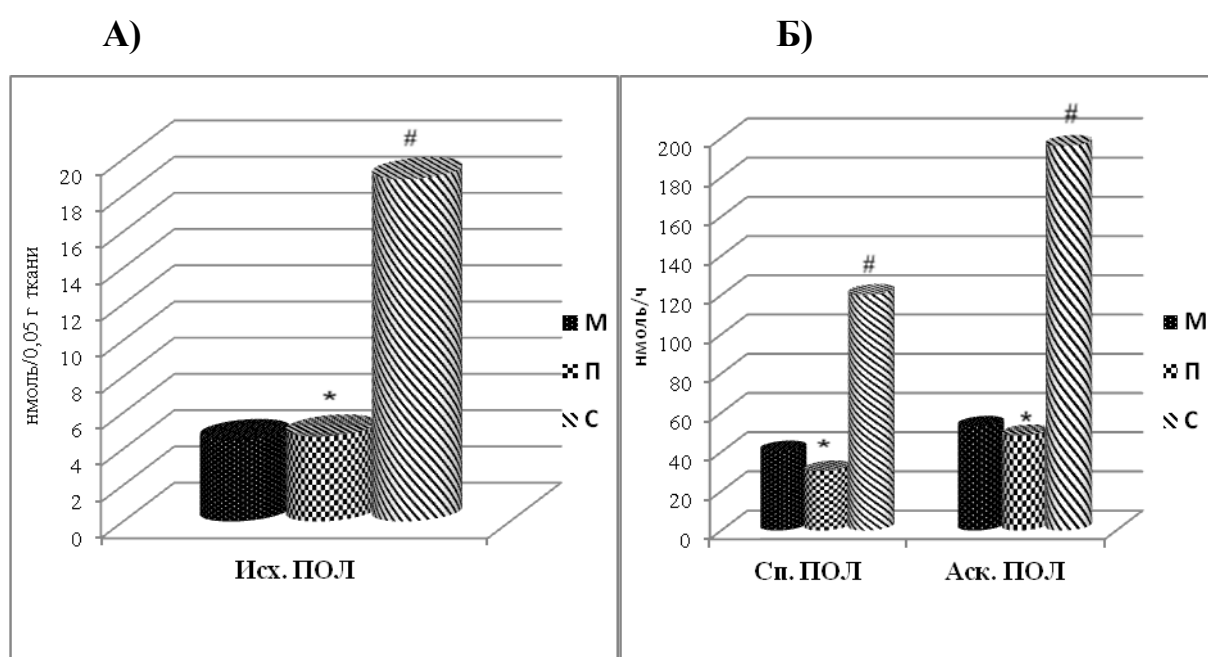 А)
Б)
#
*
нмоль/0,05 г ткани
20
18
16
14
12
10
8
6
4
2
0
Исх. ПОЛ
М
П
С
#
#
*
*
нмоль/ч
200
180
160
140
120
100
80
60
40
20
0
Сп. ПОЛ
Аск. ПОЛ
М
П
С